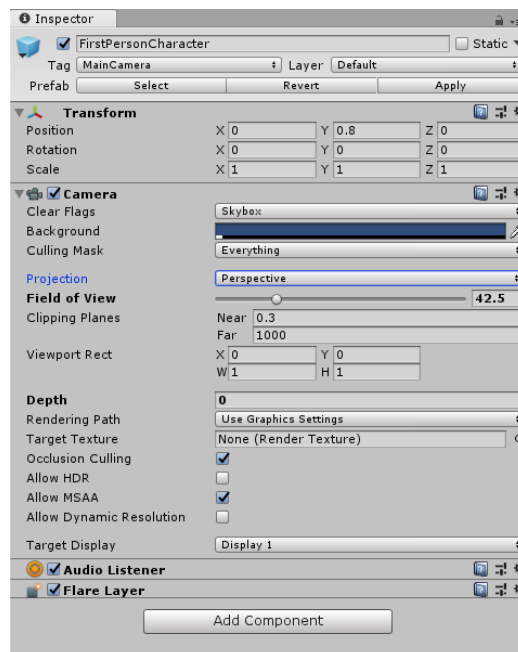 Inspector
FirstPersonCharacter Static
Tag MainCamera Layer Default
Prefab Select Revert Apply
Transform
Position X 0 Y 0.8 Z 0
Rotation X 0 Y 0 Z 0
Scale X 1 Y 1 Z 1
Camera
Clear Flags Skybox
Background
Culling Mask Everything
Projection Perspective
Field of View 42.5
Clipping Planes Near 0.3
Far 1000
Viewport Rect X 0 Y 0
W 1 H 1
Depth 0
Rendering Path Use Graphics Settings
Target Texture None (Render Texture)
Occlusion Culling
Allow HDR
Allow MSAA
Allow Dynamic Resolution
Target Display Display 1
Audio Listener
Flare Layer
Add Component